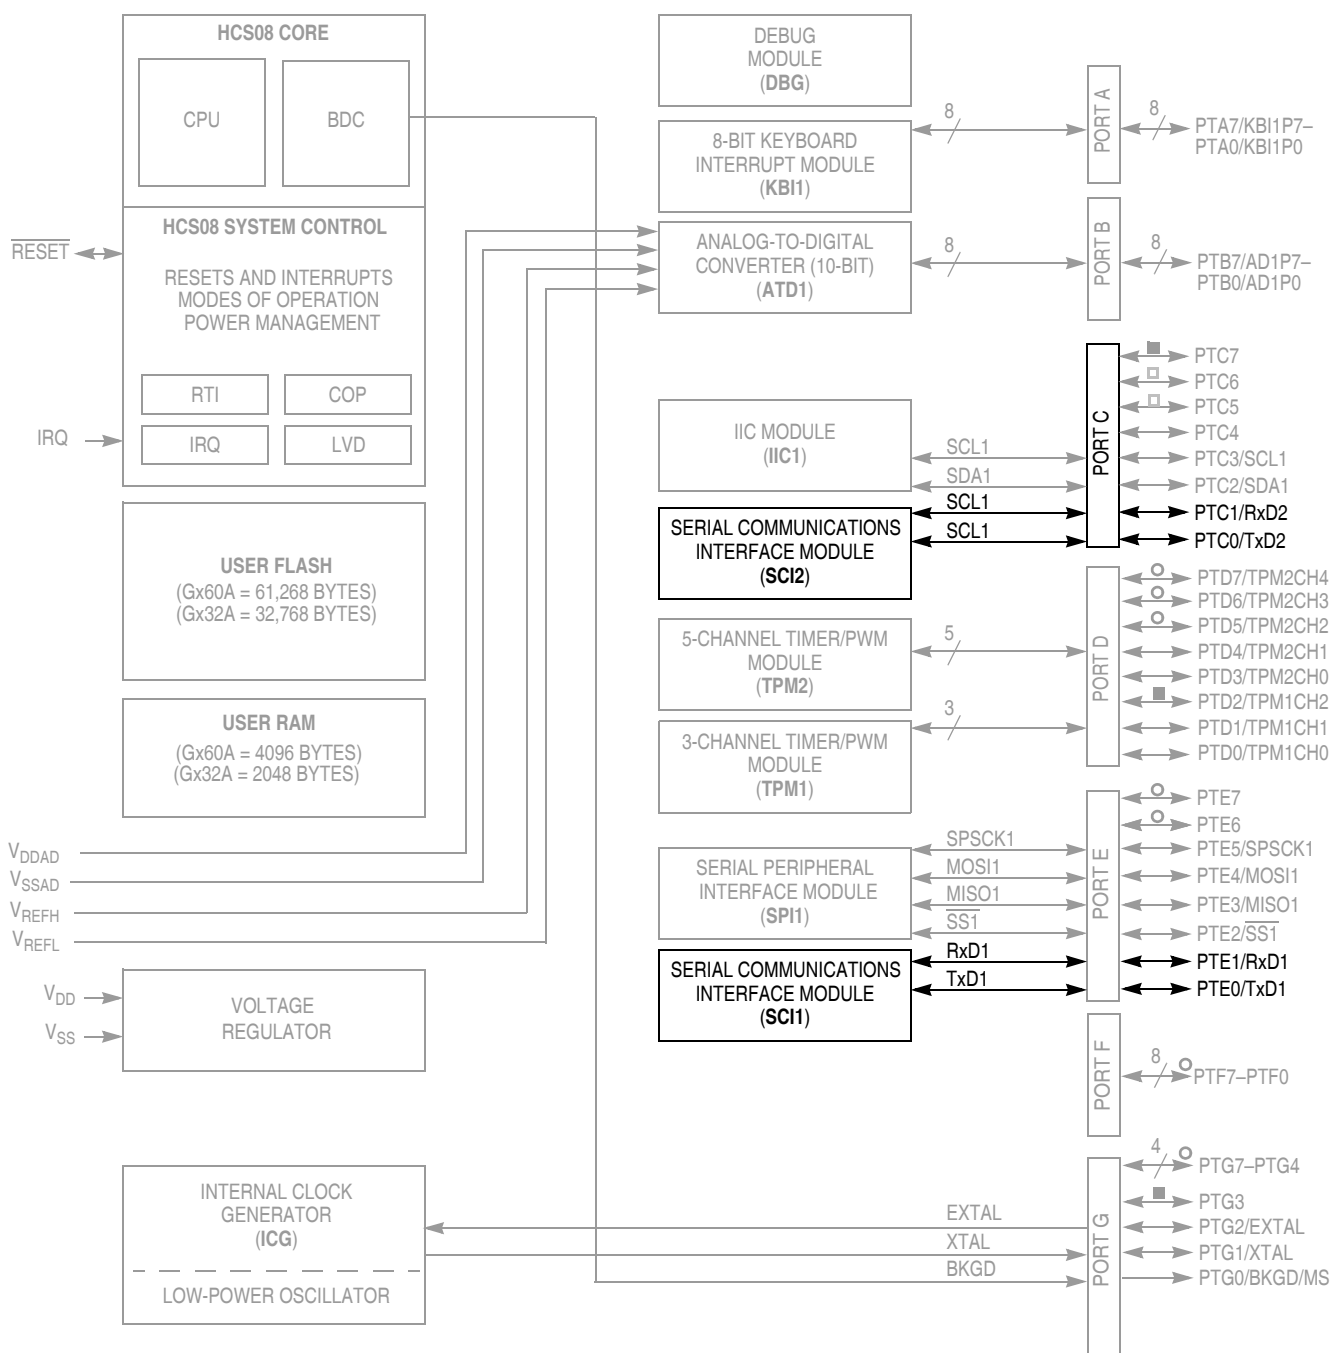 HCS08 CORE
CPU
BDC
HCS08 SYSTEM CONTROL
RESETS AND INTERRUPTS
MODES OF OPERATION
POWER MANAGEMENT
RTI
COP
IRQ
LVD
RESET
IRQ
USER FLASH
(Gx60A = 61,268 BYTES)
(Gx32A = 32,768 BYTES)
USER RAM
(Gx60A = 4096 BYTES)
(Gx32A = 2048 BYTES)
VDDAD
VSSAD
VREFH
VREFL
VDD
VSS
VOLTAGE
REGULATOR
INTERNAL CLOCK
GENERATOR
(ICG)
LOW-POWER OSCILLATOR
DEBUG
MODULE
(DBG)
8-BIT KEYBOARD
INTERRUPT MODULE
(KBI1)
8
ANALOG-TO-DIGITAL
CONVERTER (10-BIT)
(ATD1)
8
IIC MODULE
(IIC1)
SCL1
SDA1
SERIAL COMMUNICATIONS
INTERFACE MODULE
(SCI2)
SCL1
SCL1
5-CHANNEL TIMER/PWM
MODULE
(TPM2)
5
3-CHANNEL TIMER/PWM
MODULE
(TPM1)
3
SERIAL PERIPHERAL
INTERFACE MODULE
(SPI1)
SPSCK1
MOSI1
MISO1
SS1
SERIAL COMMUNICATIONS
INTERFACE MODULE
(SCI1)
RxD1
TxD1
EXTAL
XTAL
BKGD
PORT A
8
PTA7/KBI1P7–
PTA0/KBI1P0
PORT B
8
PTB7/AD1P7–
PTB0/AD1P0
PORT C
PTC7
PTC6
PTC5
PTC4
PTC3/SCL1
PTC2/SDA1
PTC1/RxD2
PTC0/TxD2
PORT D
PTD7/TPM2CH4
PTD6/TPM2CH3
PTD5/TPM2CH2
PTD4/TPM2CH1
PTD3/TPM2CH0
PTD2/TPM1CH2
PTD1/TPM1CH1
PTD0/TPM1CH0
PORT E
PTE7
PTE6
PTE5/SPSCK1
PTE4/MOSI1
PTE3/MISO1
PTE2/SS1
PTE1/RxD1
PTE0/TxD1
PORT F
8
PTF7–PTF0
PORT G
4
PTG7–PTG4
PTG3
PTG2/EXTAL
PTG1/XTAL
PTG0/BKGD/MS